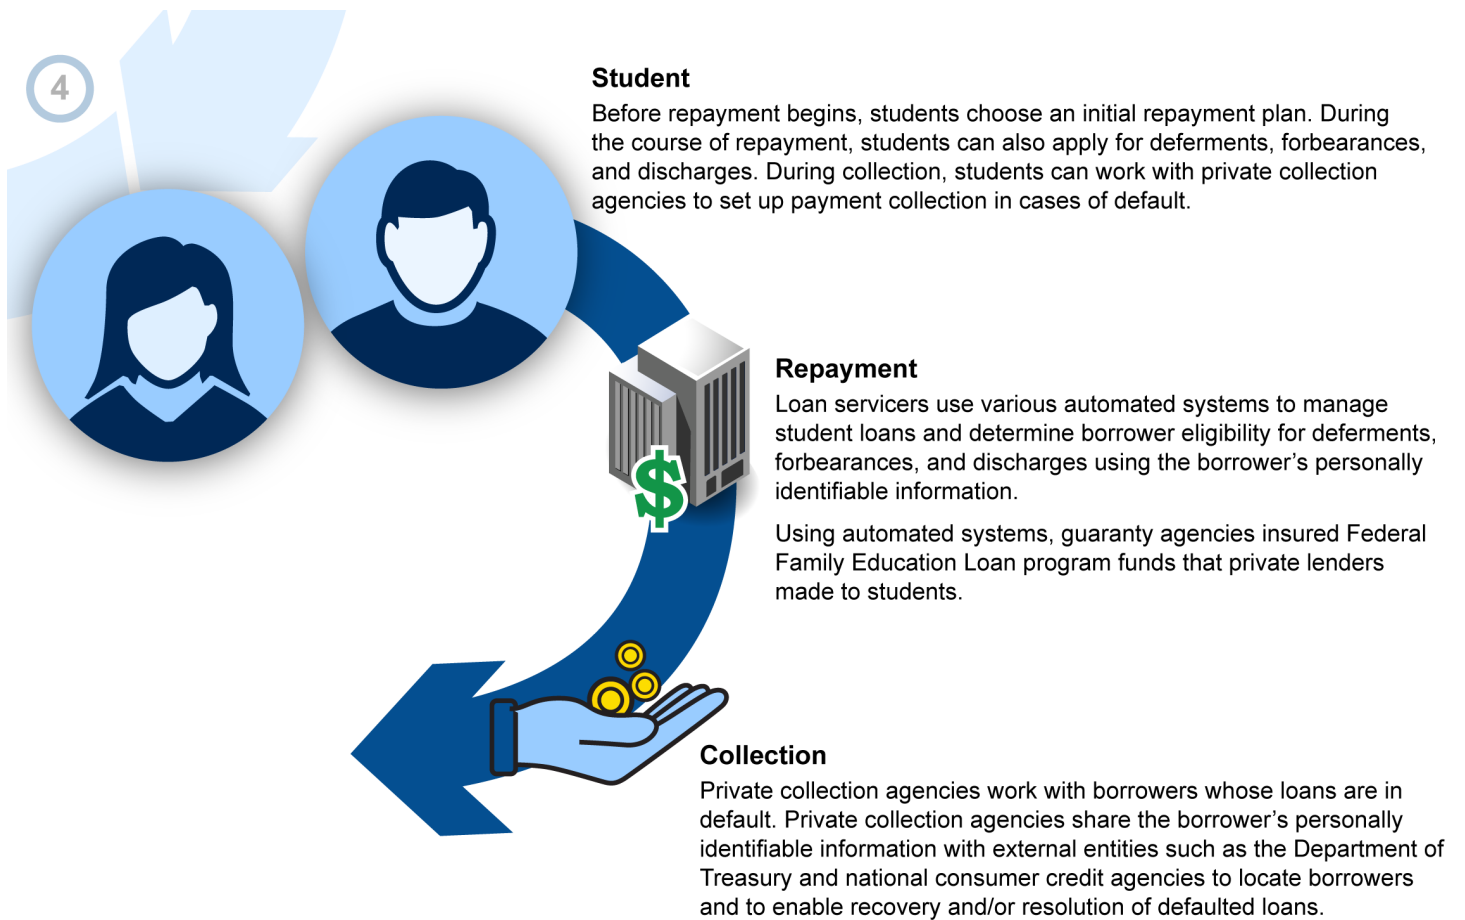 4
Student
Before repayment begins, students choose an initial repayment plan. During
the course of repayment, students can also apply for deferments, forbearances,
and discharges. During collection, students can work with private collection
agencies to set up payment collection in cases of default.
Repayment
Loan servicers use various automated systems to manage
student loans and determine borrower eligibility for deferments,
forbearances, and discharges using the borrower’s personally
identifiable information.
Using automated systems, guaranty agencies insured Federal
Family Education Loan program funds that private lenders
made to students.
$
Collection
Private collection agencies work with borrowers whose loans are in
default. Private collection agencies share the borrower’s personally
identifiable information with external entities such as the Department of
Treasury and national consumer credit agencies to locate borrowers
and to enable recovery and/or resolution of defaulted loans.